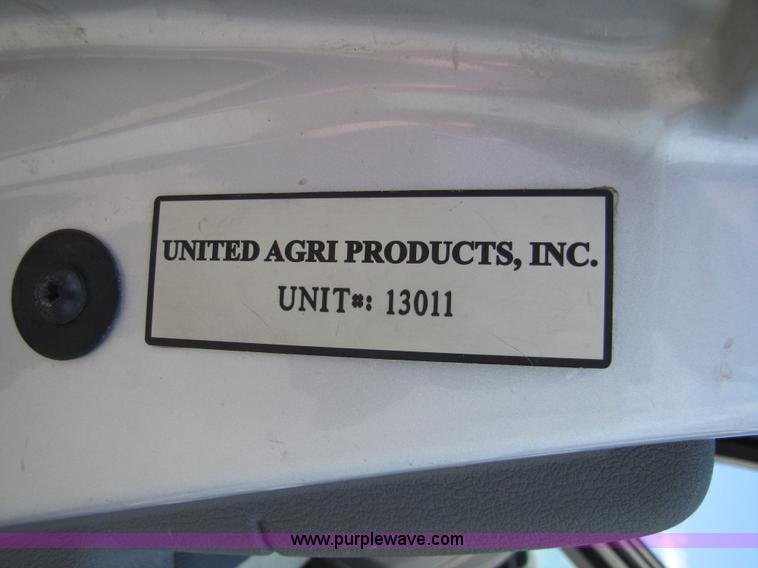 UNITED AGRI PRODUCTS, INC.
UNIT#: 13011
www.purplewave.com